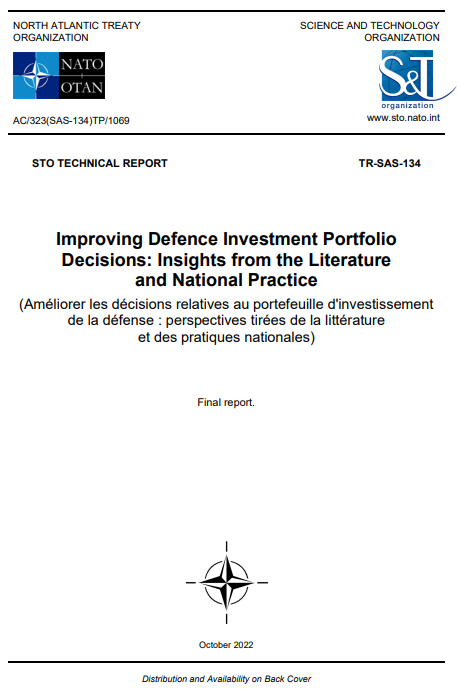 NORTH ATLANTIC TREATY
ORGANIZATION
SCIENCE AND TECHNOLOGY
ORGANIZATION
NATO
OTAN
S&T
organization
AC/323(SAS-134)TP/1069
www.sto.nato.int
STO TECHNICAL REPORT
TR-SAS-134
Improving Defence Investment Portfolio
Decisions: Insights from the Literature
and National Practice
(Améliorer les décisions relatives au portefeuille d'investissement
de la défense : perspectives tirées de la littérature
et des pratiques nationales)
Final report.
October 2022
Distribution and Availability on Back Cover